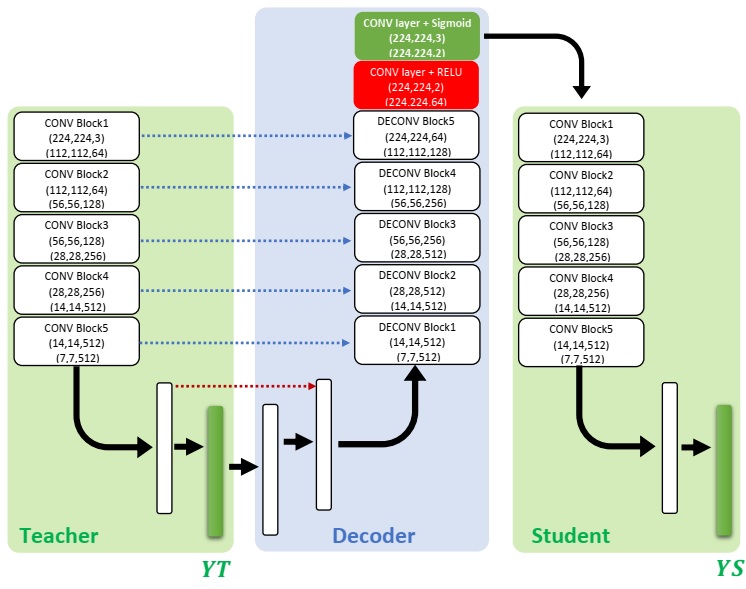 CONV Block1
(224,224,3)
(112,112,64)
CONV Block2
(112,112,64)
(56,56,128)
CONV Block3
(56,56,128)
(28,28,256)
CONV Block4
(28,28,256)
(14,14,512)
CONV Block5
(14,14,512)
(7,7,512)
Teacher
YT
CONV layer + Sigmoid
(224,224,3)
(224,224,2)
CONV layer + RELU
(224,224,2)
(224,224,64)
DECONV Block5
(224,224,64)
(112,112,128)
DECONV Block4
(112,112,128)
(56,56,256)
DECONV Block3
(56,56,256)
(28,28,512)
DECONV Block2
(28,28,512)
(14,14,512)
DECONV Block1
(14,14,512)
(7,7,512)
Decoder
CONV Block1
(224,224,3)
(112,112,64)
CONV Block2
(112,112,64)
(56,56,128)
CONV Block3
(56,56,128)
(28,28,256)
CONV Block4
(28,28,256)
(14,14,512)
CONV Block5
(14,14,512)
(7,7,512)
Student
YS